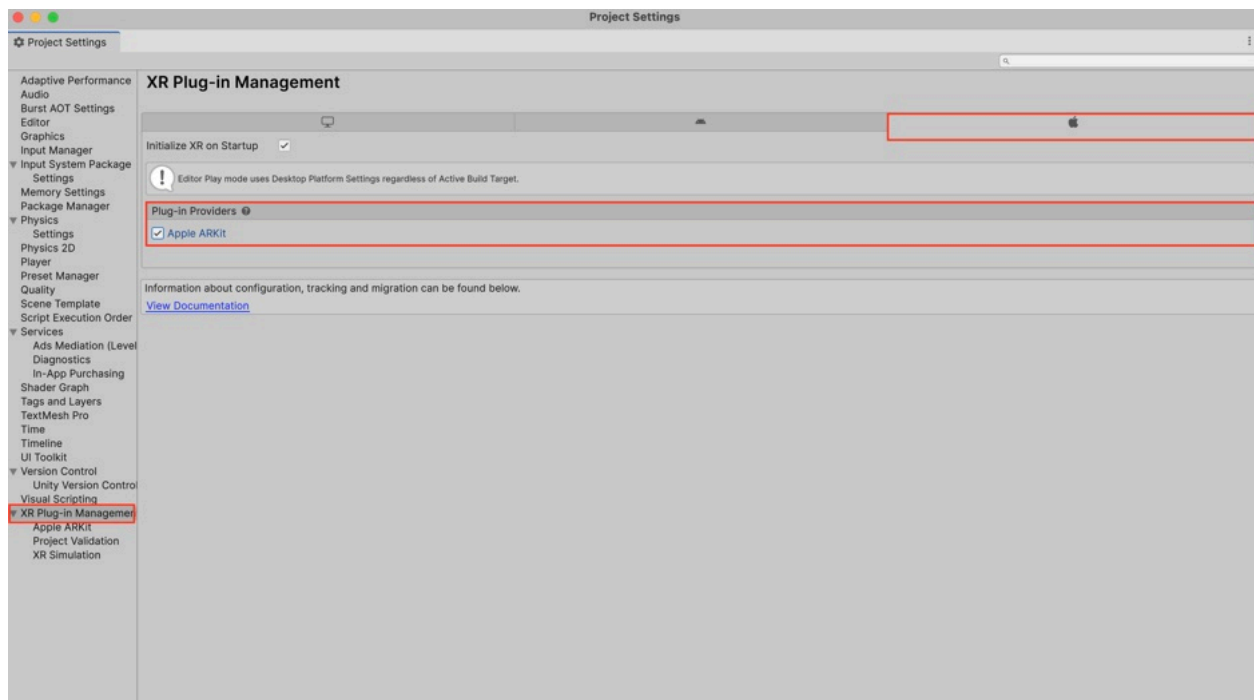 Project Settings
Project Settings
Adaptive Performance
Audio
Burst AOT Settings
Editor
Graphics
Input Manager
Input System Package
Settings
Memory Settings
Package Manager
Physics
Settings
Physics 2D
Player
Preset Manager
Quality
Scene Template
Script Execution Order
Services
Ads Mediation (Level
Diagnostics
In-App Purchasing
Shader Graph
Tags and Layers
TextMesh Pro
Time
Timeline
UI Toolkit
Version Control
Unity Version Control
Visual Scripting
XR Plug-in Managemen
Apple ARKit
Project Validation
XR Simulation
XR Plug-in Management
Initialize XR on Startup
Editor Play mode uses Desktop Platform Settings regardless of Active Build Target.
Plug-in Providers
Apple ARKit
Information about configuration, tracking and migration can be found below.
View Documentation